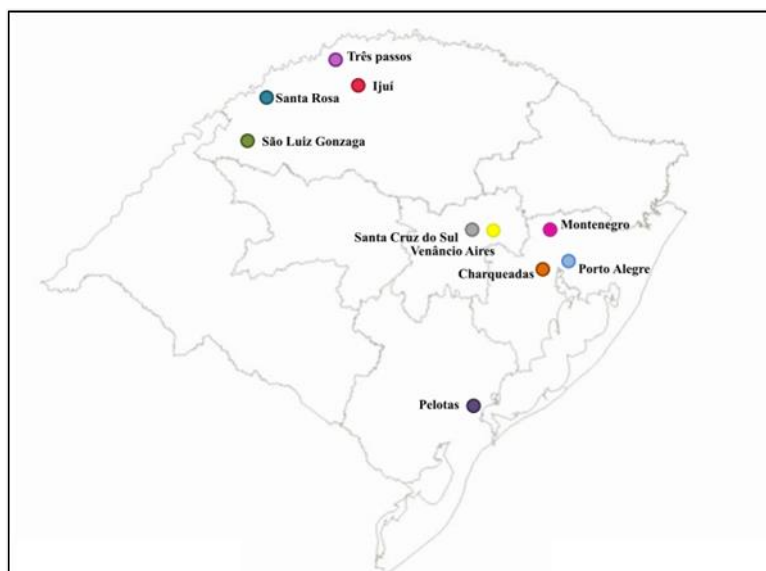 Três passos
Ijuí
Santa Rosa
São Luiz Gonzaga
Santa Cruz do Sul
Montenegro
Venâncio Aires
Charqueadas
Porto Alegre
Pelotas